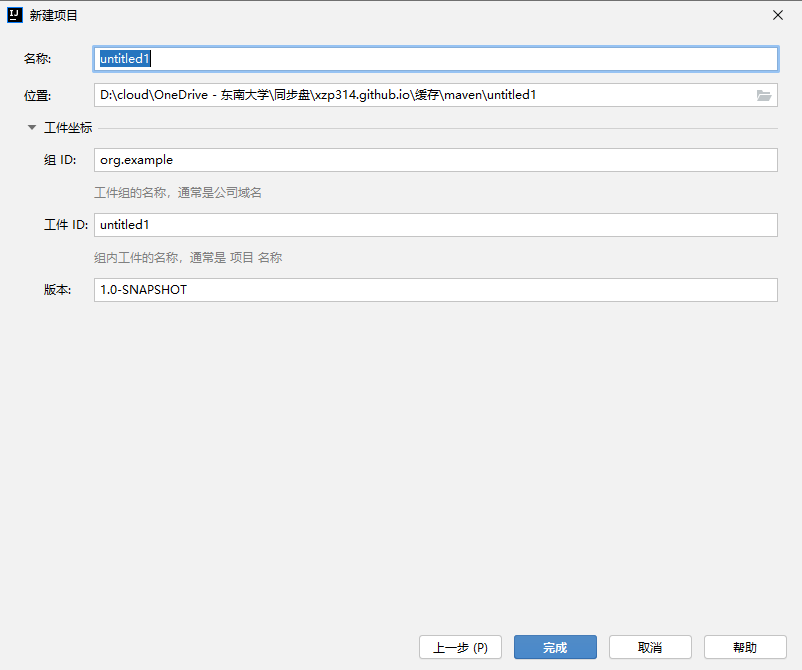 新建项目
名称: untitled1
位置: D:\cloud\OneDrive - 东南大学\同步盘\xzp314.github.io\缓存\maven\untitled1
工件坐标
组 ID: org.example
工件组的名称，通常是公司域名
工件 ID: untitled1
组内工件的名称，通常是 项目 名称
版本: 1.0-SNAPSHOT
上一步 (P) 完成 取消 帮助